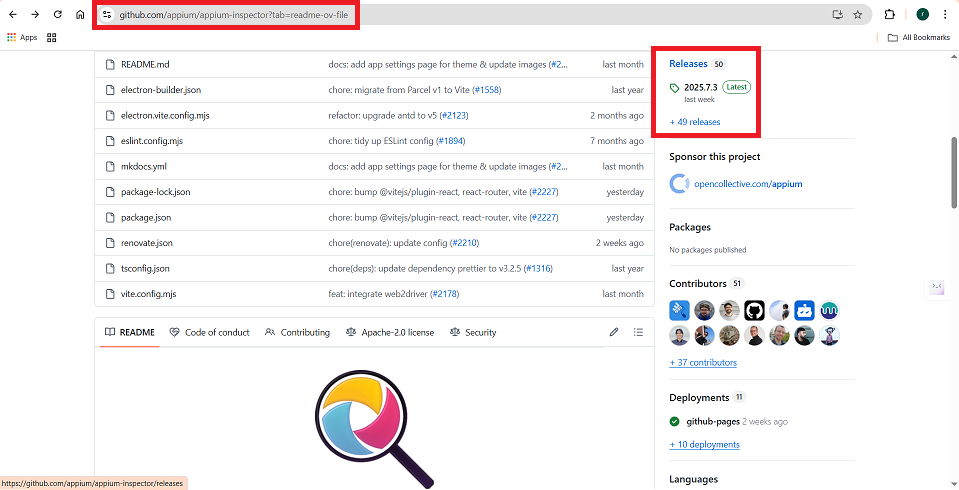 github.com/appium/appium-inspector?tab=readme-ov-file
r
Apps
All Bookmarks
README.md docs: add app settings page for theme & update images (#2... last month
electron-builder.json chore: migrate from Parcel v1 to Vite (#1558) last year
electron.vite.config.mjs refactor: upgrade antd to v5 (#2123) 2 months ago
eslint.config.mjs chore: tidy up ESLint config (#1894) 7 months ago
mkdocs.yml docs: add app settings page for theme & update images (#2... last month
package-lock.json chore: bump @vitejs/plugin-react, react-router, vite (#2227) yesterday
package.json chore: bump @vitejs/plugin-react, react-router, vite (#2227) yesterday
renovate.json chore(renovate): update config (#2210) 2 weeks ago
tsconfig.json chore(deps): update dependency prettier to v3.2.5 (#1316) last year
vite.config.mjs feat: integrate web2driver (#2178) last month
README Code of conduct Contributing Apache-2.0 license Security
Releases 50
2025.7.3 Latest
last week
+ 49 releases
Sponsor this project
opencollective.com/appium
Packages
No packages published
Contributors 51
+ 37 contributors
Deployments 11
github-pages 2 weeks ago
+ 10 deployments
Languages
https://github.com/appium/appium-inspector/releases